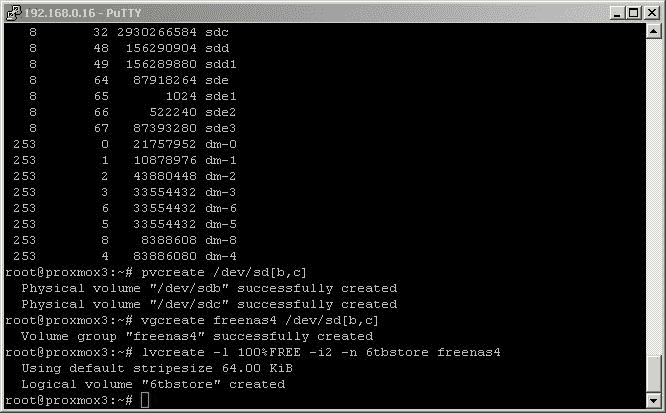 192.168.0.16 - PuTTY
8 32 2930266584 sdc
8 48 156290904 sdd
8 49 156289880 sdd1
8 64 87918264 sde
8 65 1024 sde1
8 66 522240 sde2
8 67 87393280 sde3
253 0 21757952 dm-0
253 1 10878976 dm-1
253 2 43880448 dm-2
253 3 33554432 dm-3
253 6 33554432 dm-6
253 5 33554432 dm-5
253 8 8388608 dm-8
253 4 83886080 dm-4
root@proxmox3:~# pvcreate /dev/sd[b,c]
Physical volume "/dev/sdb" successfully created
Physical volume "/dev/sdc" successfully created
root@proxmox3:~# vgcreate freenas4 /dev/sd[b,c]
Volume group "freenas4" successfully created
root@proxmox3:~# lvcreate -l 100%FREE -i2 -n 6tbstore freenas4
Using default stripesize 64.00 KiB
Logical volume "6tbstore" created
root@proxmox3:~#